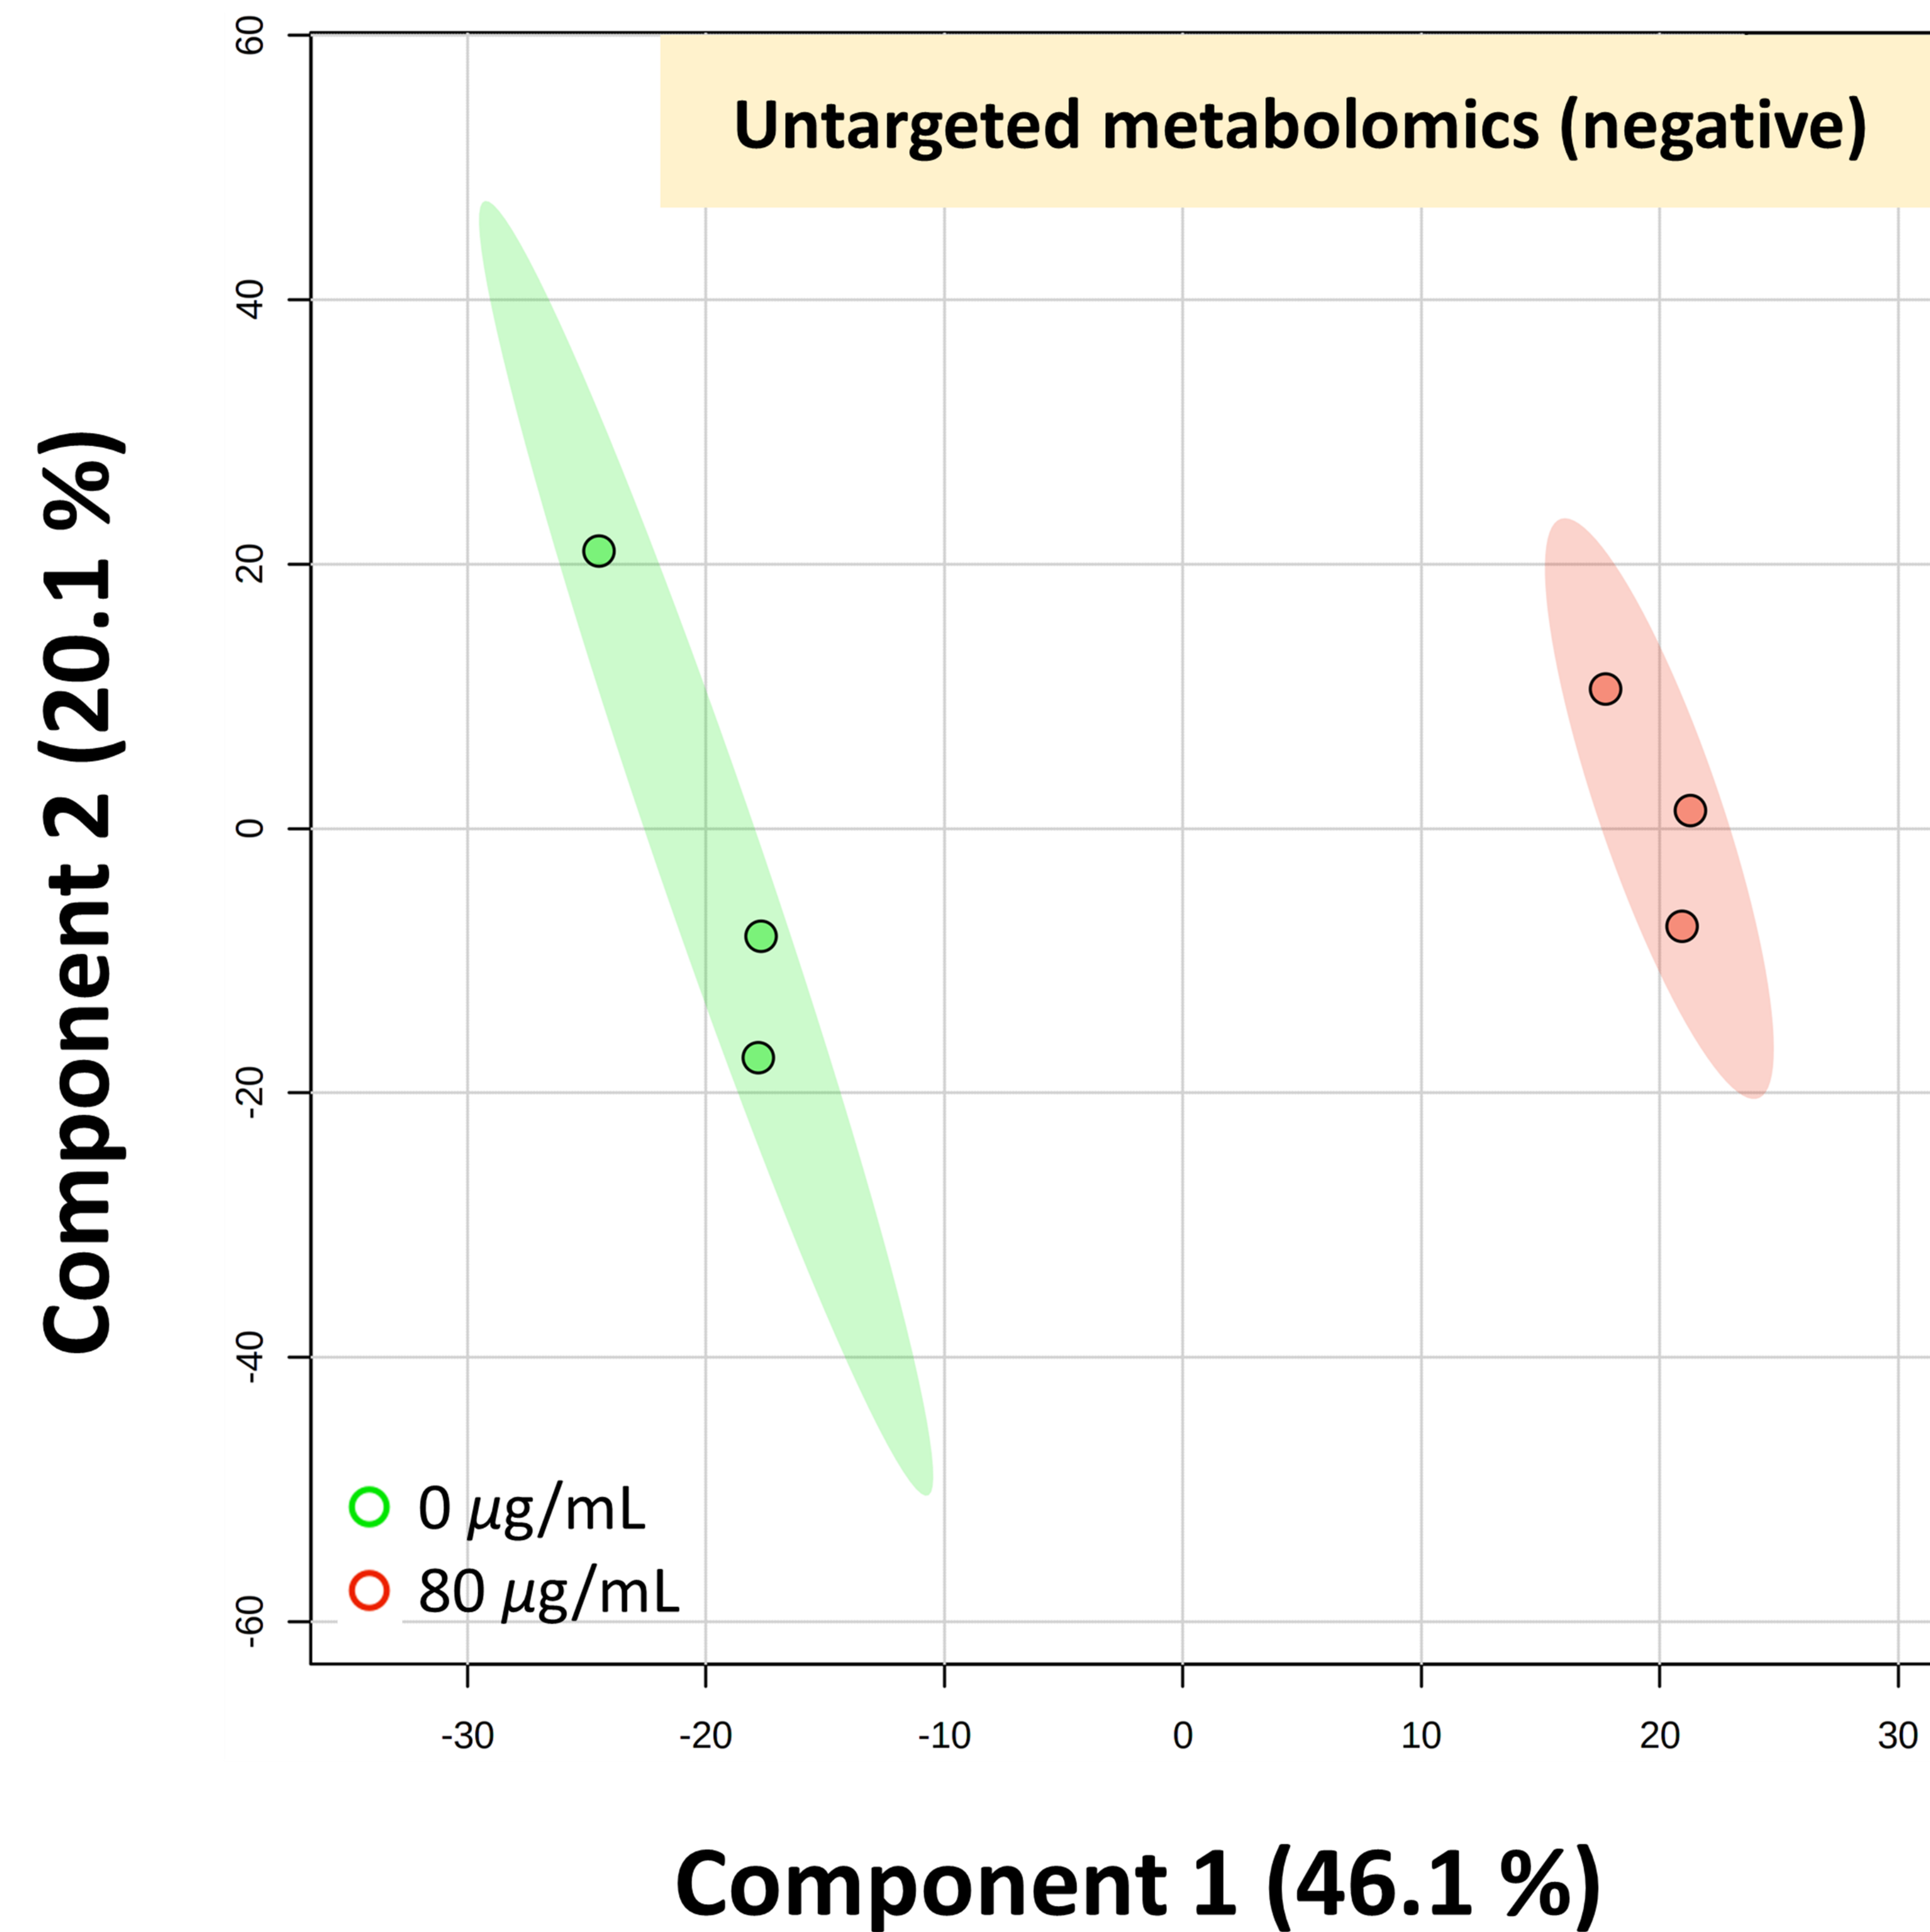 Untargeted metabolomics (negative)
Component 2 (20.1 %)
60
40
20
0
-20
-40
-60
0 μg/mL
80 μg/mL
-30 -20 -10 0 10 20 30
Component 1 (46.1 %)